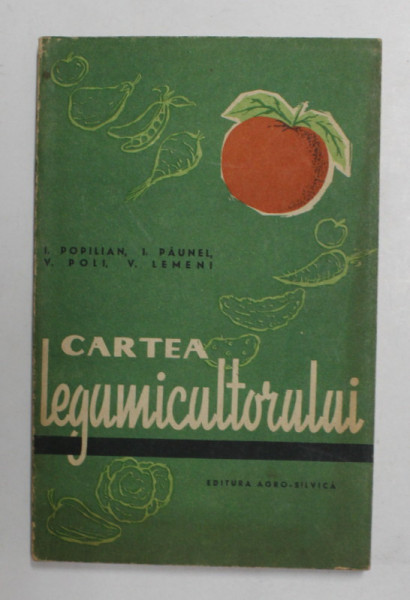 I. POPILIAN, I. PĂUNEL,
V. POLI, V. LEMENI
CARTEA
legumicultorului
EDITURA AGRO-SILVICĂ